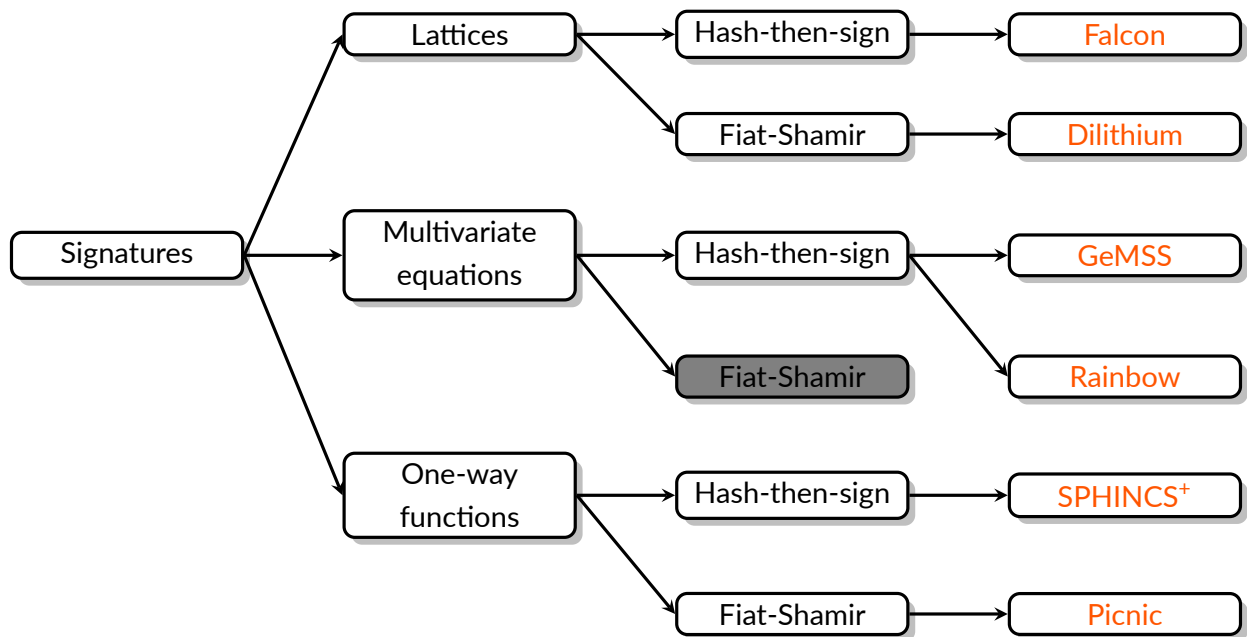 Lattices
Hash-then-sign
Falcon
Fiat-Shamir
Dilithium
Signatures
Multivariate
equations
Hash-then-sign
GeMSS
Fiat-Shamir
Rainbow
One-way
functions
Hash-then-sign
SPHINCS⁺
Fiat-Shamir
Picnic